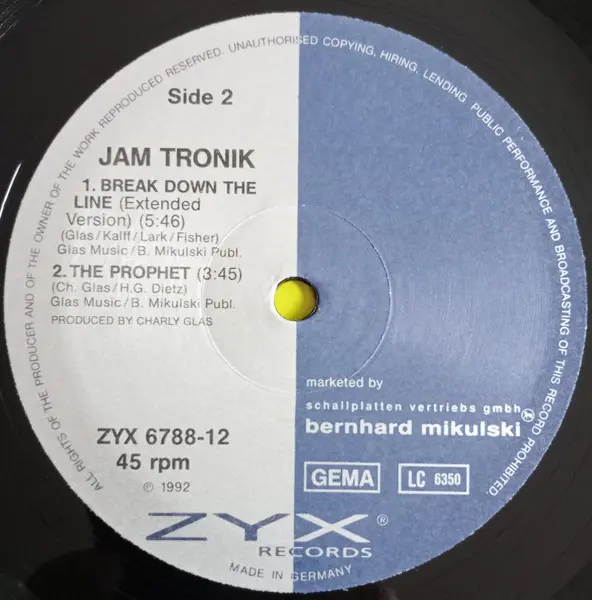 ALL RIGHTS OF THE PRODUCER AND OF THE OWNER OF THE WORK REPRODUCED RESERVED. UNAUTHORISED COPYING, HIRING, LENDING PUBLIC PERFORMANCE AND BROADCASTING OF THIS RECORD PROHIBITED.
Side 2
JAM TRONIK
1. BREAK DOWN THE
LINE (Extended
Version) (5:46)
(Glas/Kalff/Lark/Fisher)
Glas Music/B. Mikulski Publ.
2. THE PROPHET (3:45)
(Ch. Glas/H.G. Dietz)
Glas Music/B. Mikulski Publ.
PRODUCED BY CHARLY GLAS
marketed by
schallplatten vertriebs gmbh
bernhard mikulski
ZYX 6788-12
45 rpm
GEMA
LC 6350
℗ 1992
ZYX®
RECORDS
MADE IN GERMANY